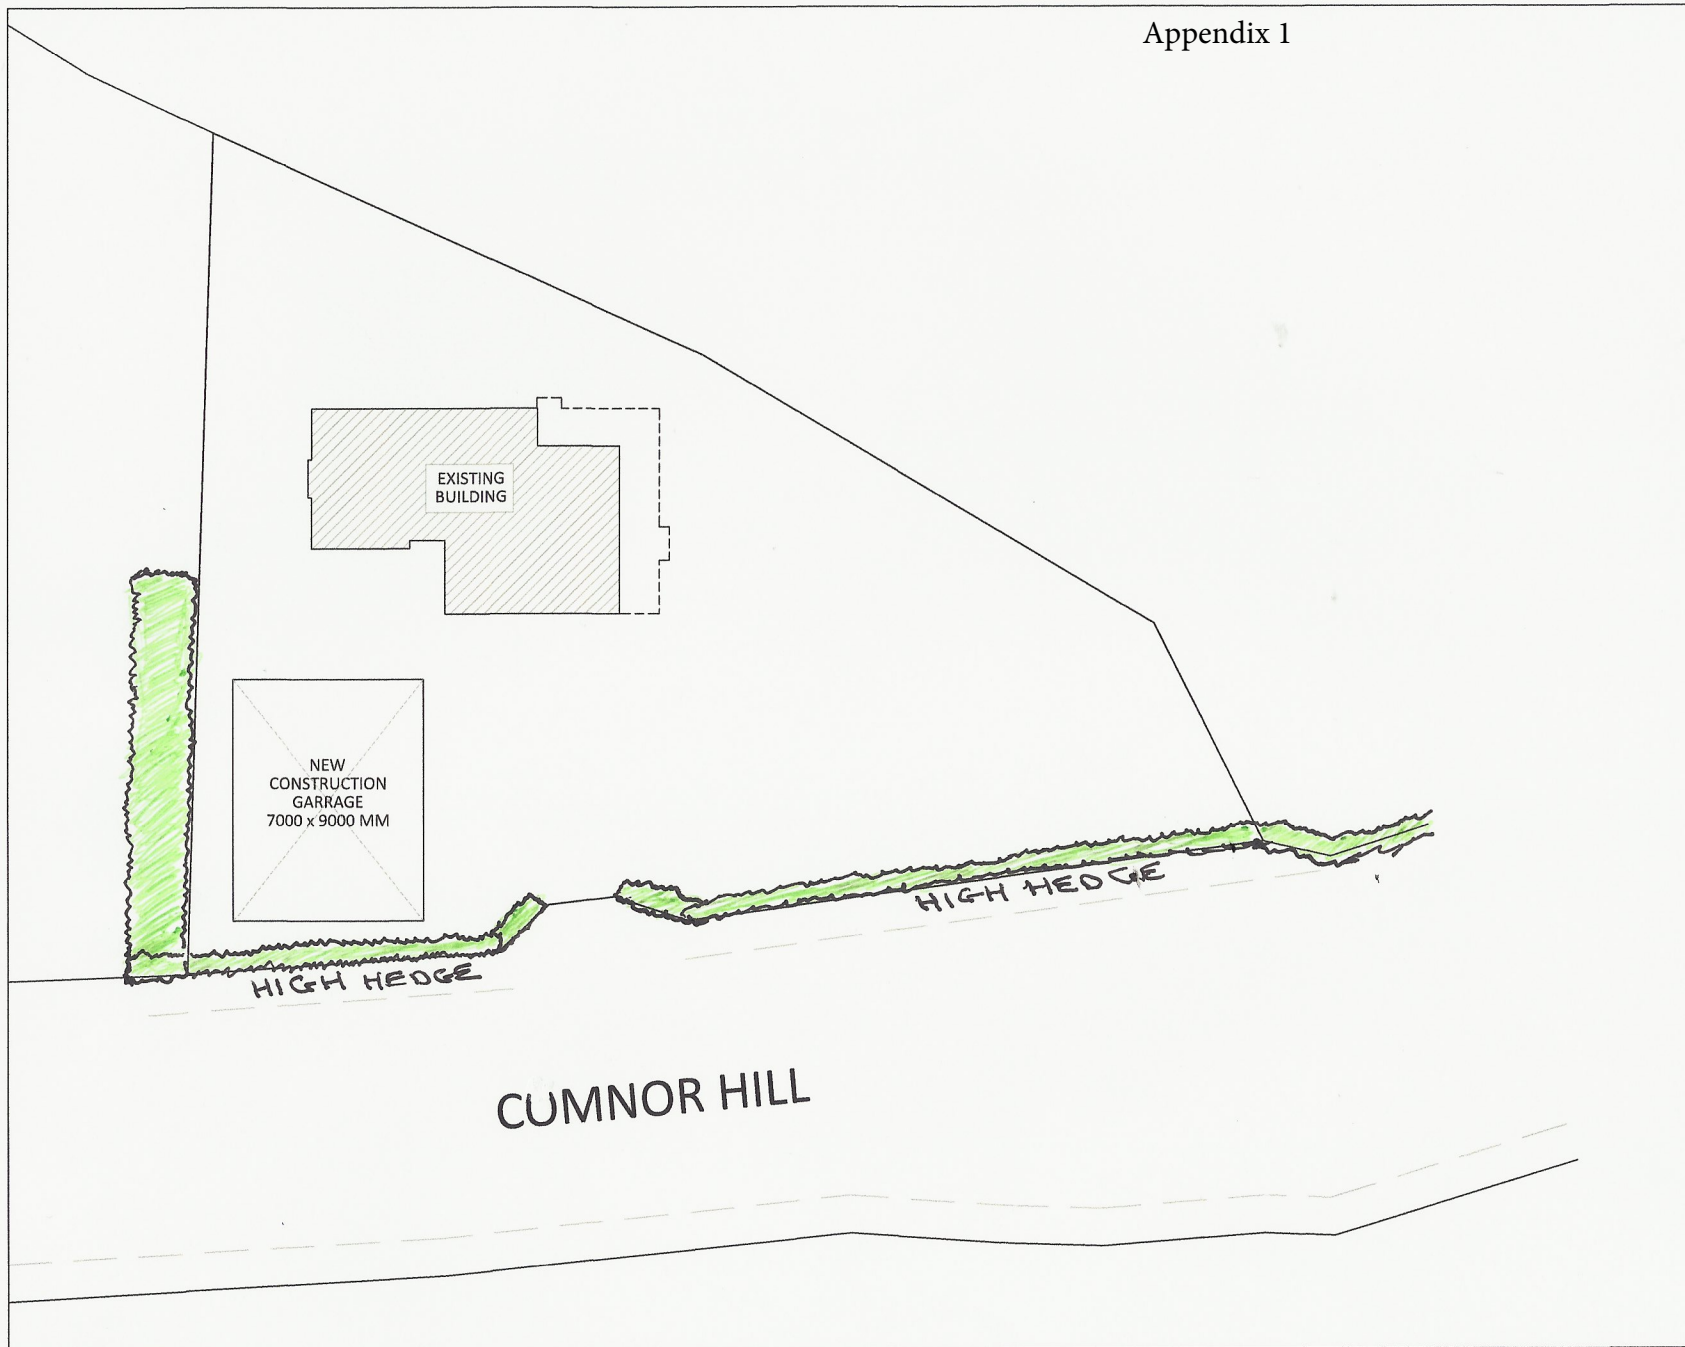 Appendix 1
EXISTING
BUILDING
NEW
CONSTRUCTION
GARRAGE
7000 x 9000 MM
HIGH HEDGE
HIGH HEDGE
CUMNOR HILL